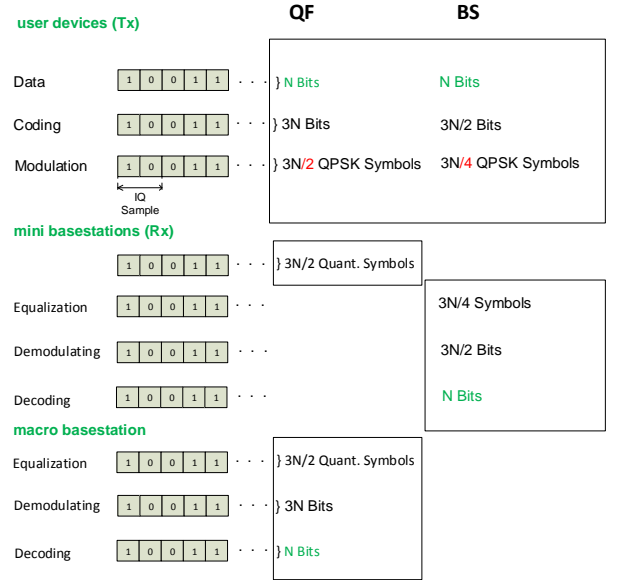 QF BS
user devices (Tx)
Data 1 0 0 1 1 · · · } N Bits N Bits
Coding 1 0 0 1 1 · · · } 3N Bits 3N/2 Bits
Modulation 1 0 0 1 1 · · · } 3N/2 QPSK Symbols 3N/4 QPSK Symbols
IQ
Sample
mini basestations (Rx)
1 0 0 1 1 · · · } 3N/2 Quant. Symbols
Equalization 1 0 0 1 1 · · · 3N/4 Symbols
Demodulating 1 0 0 1 1 · · · 3N/2 Bits
Decoding 1 0 0 1 1 · · · N Bits
macro basestation
Equalization 1 0 0 1 1 · · · } 3N/2 Quant. Symbols
Demodulating 1 0 0 1 1 · · · } 3N Bits
Decoding 1 0 0 1 1 · · · } N Bits